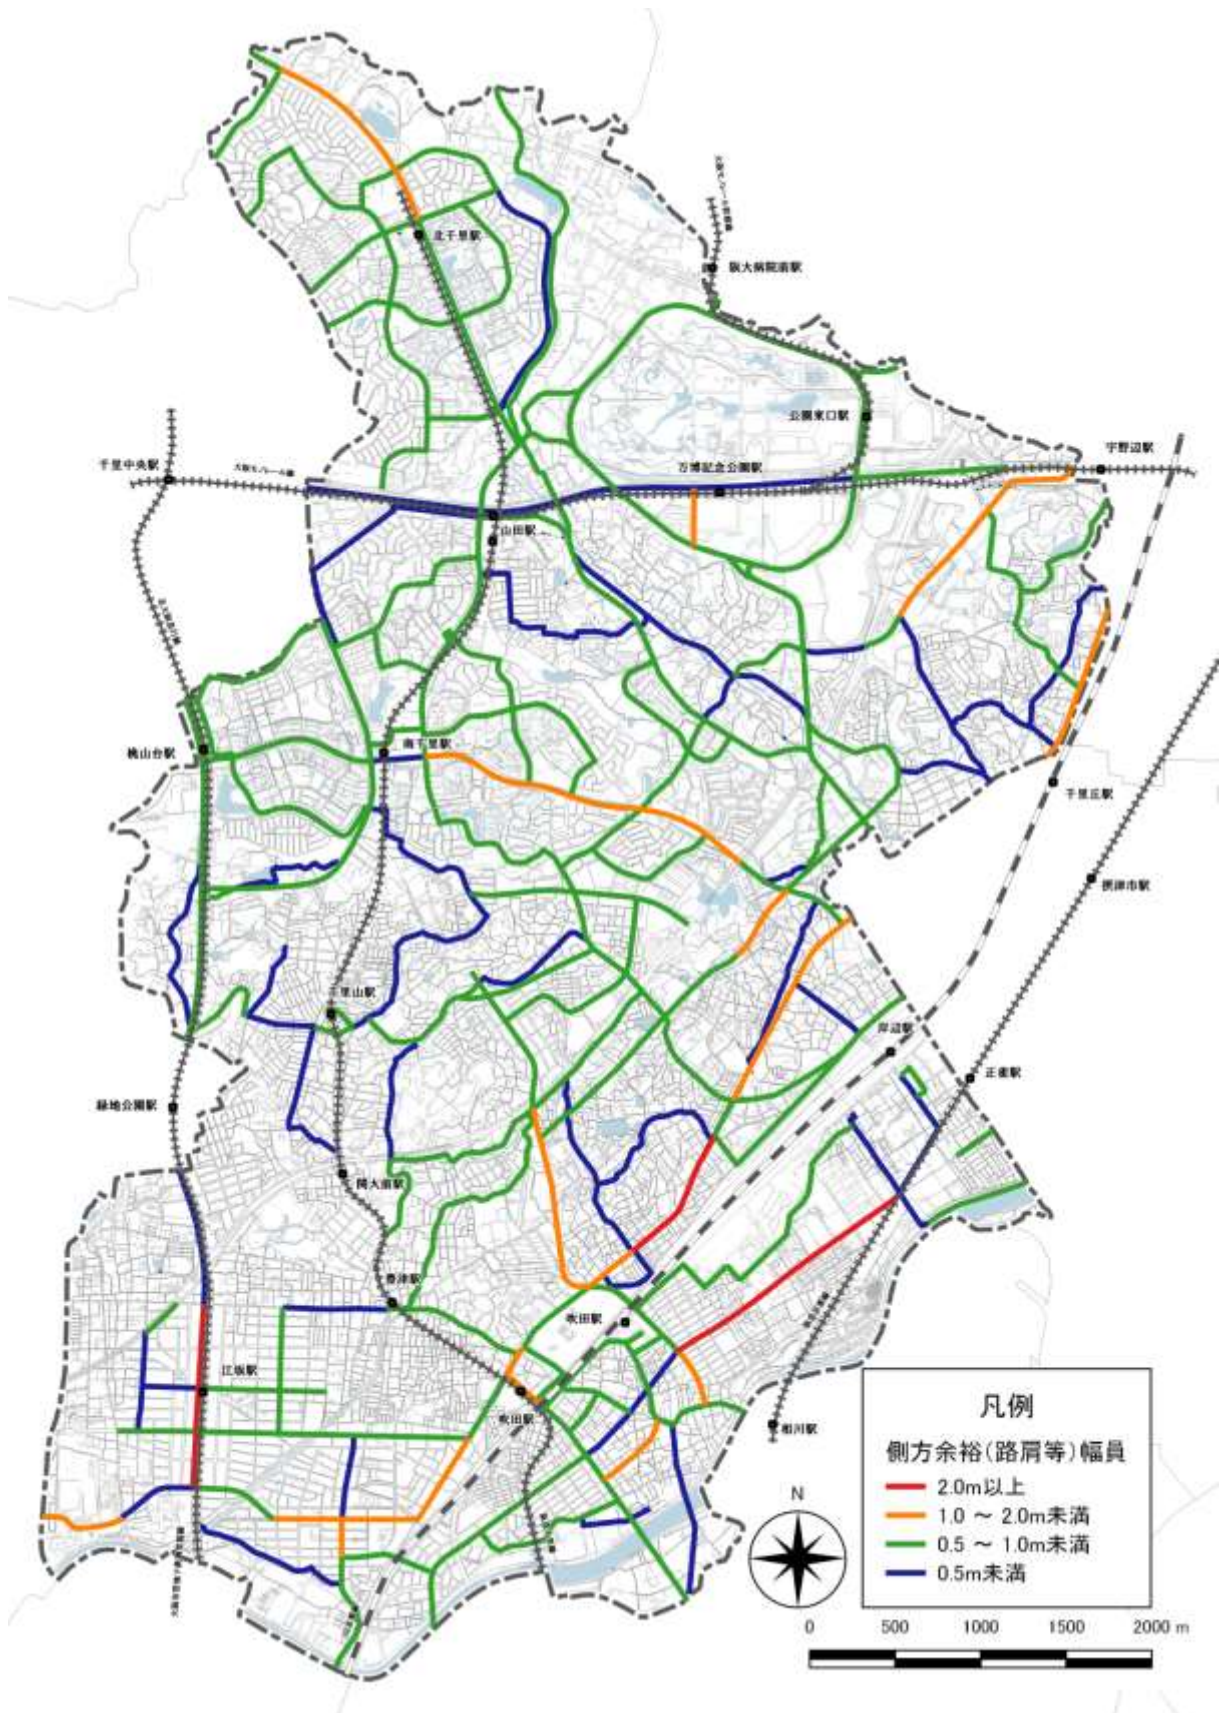 北千里駅
阪大病院前駅
公園東口駅
宇野辺駅
千里中央駅
万博記念公園駅
山田駅
桃山台駅
南千里駅
千里丘駅
摂津市駅
千里山駅
岸辺駅
正雀駅
緑地公園駅
関大前駅
豊津駅
吹田駅
江坂駅
吹田駅
相川駅
凡例
側方余裕(路肩等)幅員
2.0m以上
1.0 ～ 2.0m未満
0.5 ～ 1.0m未満
0.5m未満
N
0 500 1000 1500 2000 m